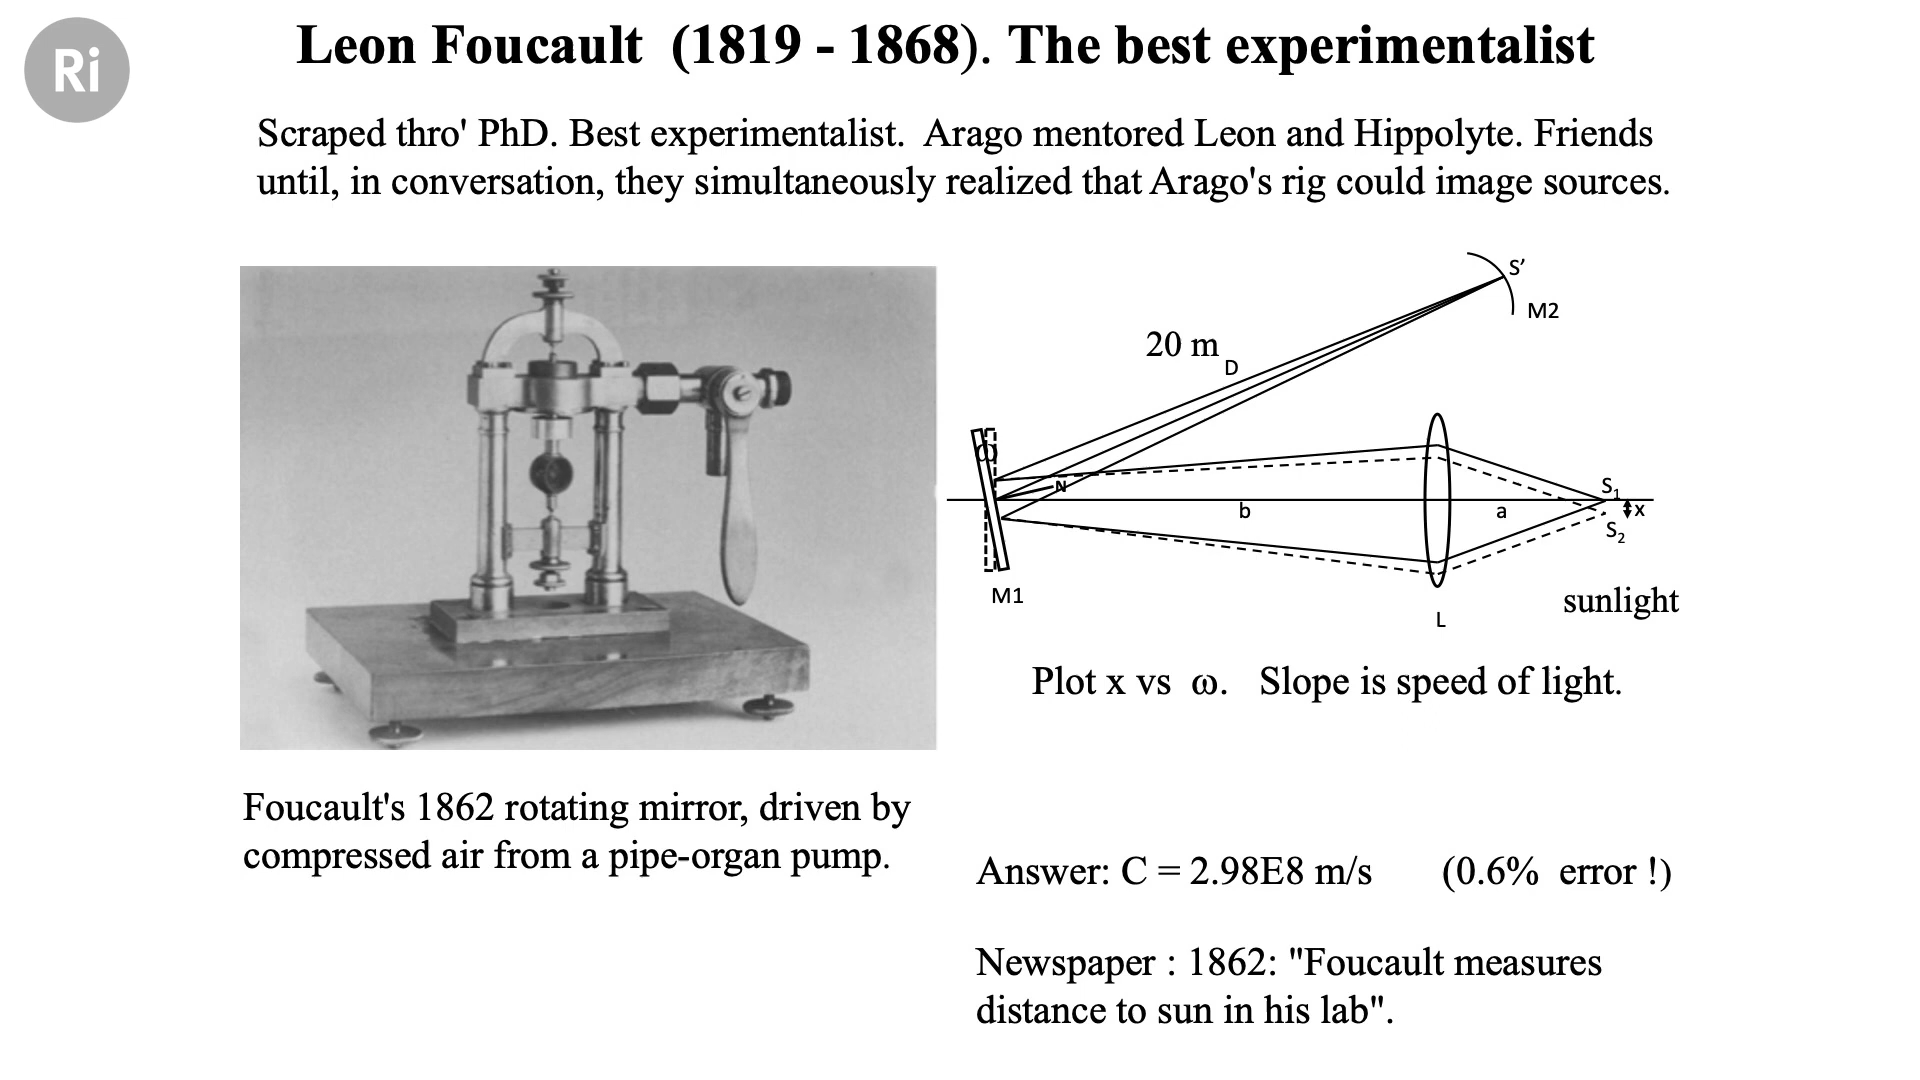 Ri
Leon Foucault (1819 - 1868). The best experimentalist
Scraped thro' PhD. Best experimentalist. Arago mentored Leon and Hippolyte. Friends
until, in conversation, they simultaneously realized that Arago's rig could image sources.
S'
M2
20 m
D
ω
N
S1
b
a
x
S2
M1
sunlight
L
Plot x vs ω. Slope is speed of light.
Foucault's 1862 rotating mirror, driven by
compressed air from a pipe-organ pump.
Answer: C = 2.98E8 m/s (0.6% error !)
Newspaper : 1862: "Foucault measures
distance to sun in his lab".